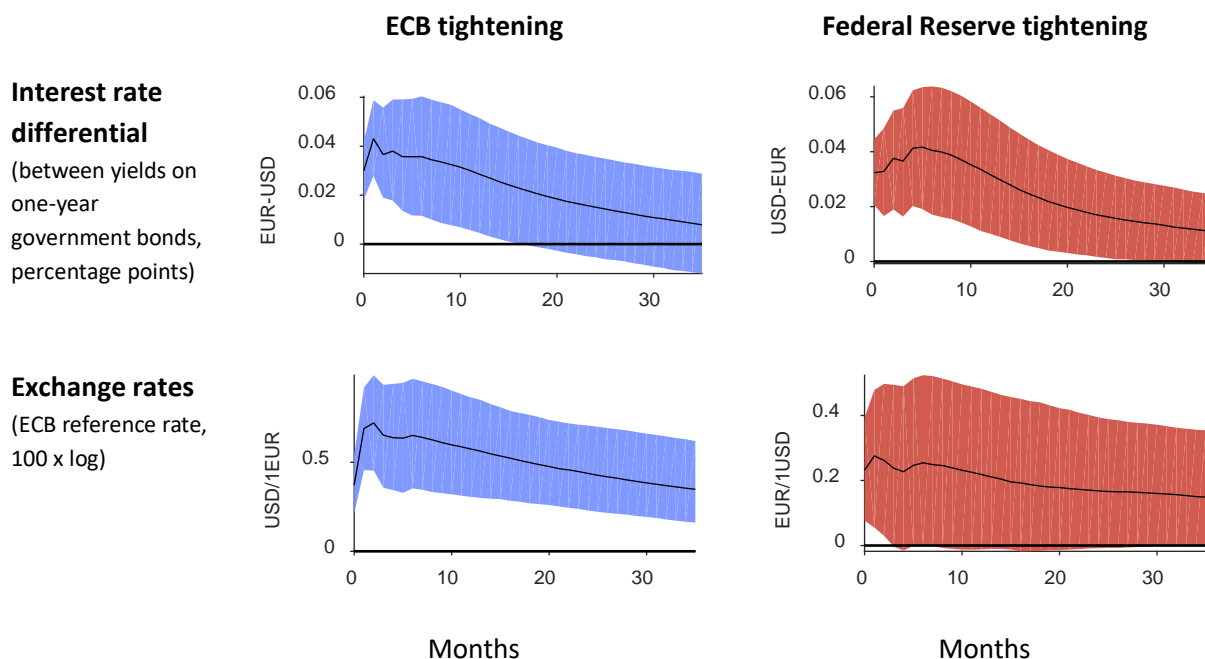 ECB tightening
Federal Reserve tightening
Interest rate
differential
(between yields on
one-year
government bonds,
percentage points)
EUR-USD
0.06
0.04
0.02
0
0 10 20 30
USD-EUR
0.06
0.04
0.02
0
0 10 20 30
Exchange rates
(ECB reference rate,
100 x log)
USD/1EUR
0.5
0
0 10 20 30
EUR/1USD
0.4
0.2
0
0 10 20 30
Months
Months